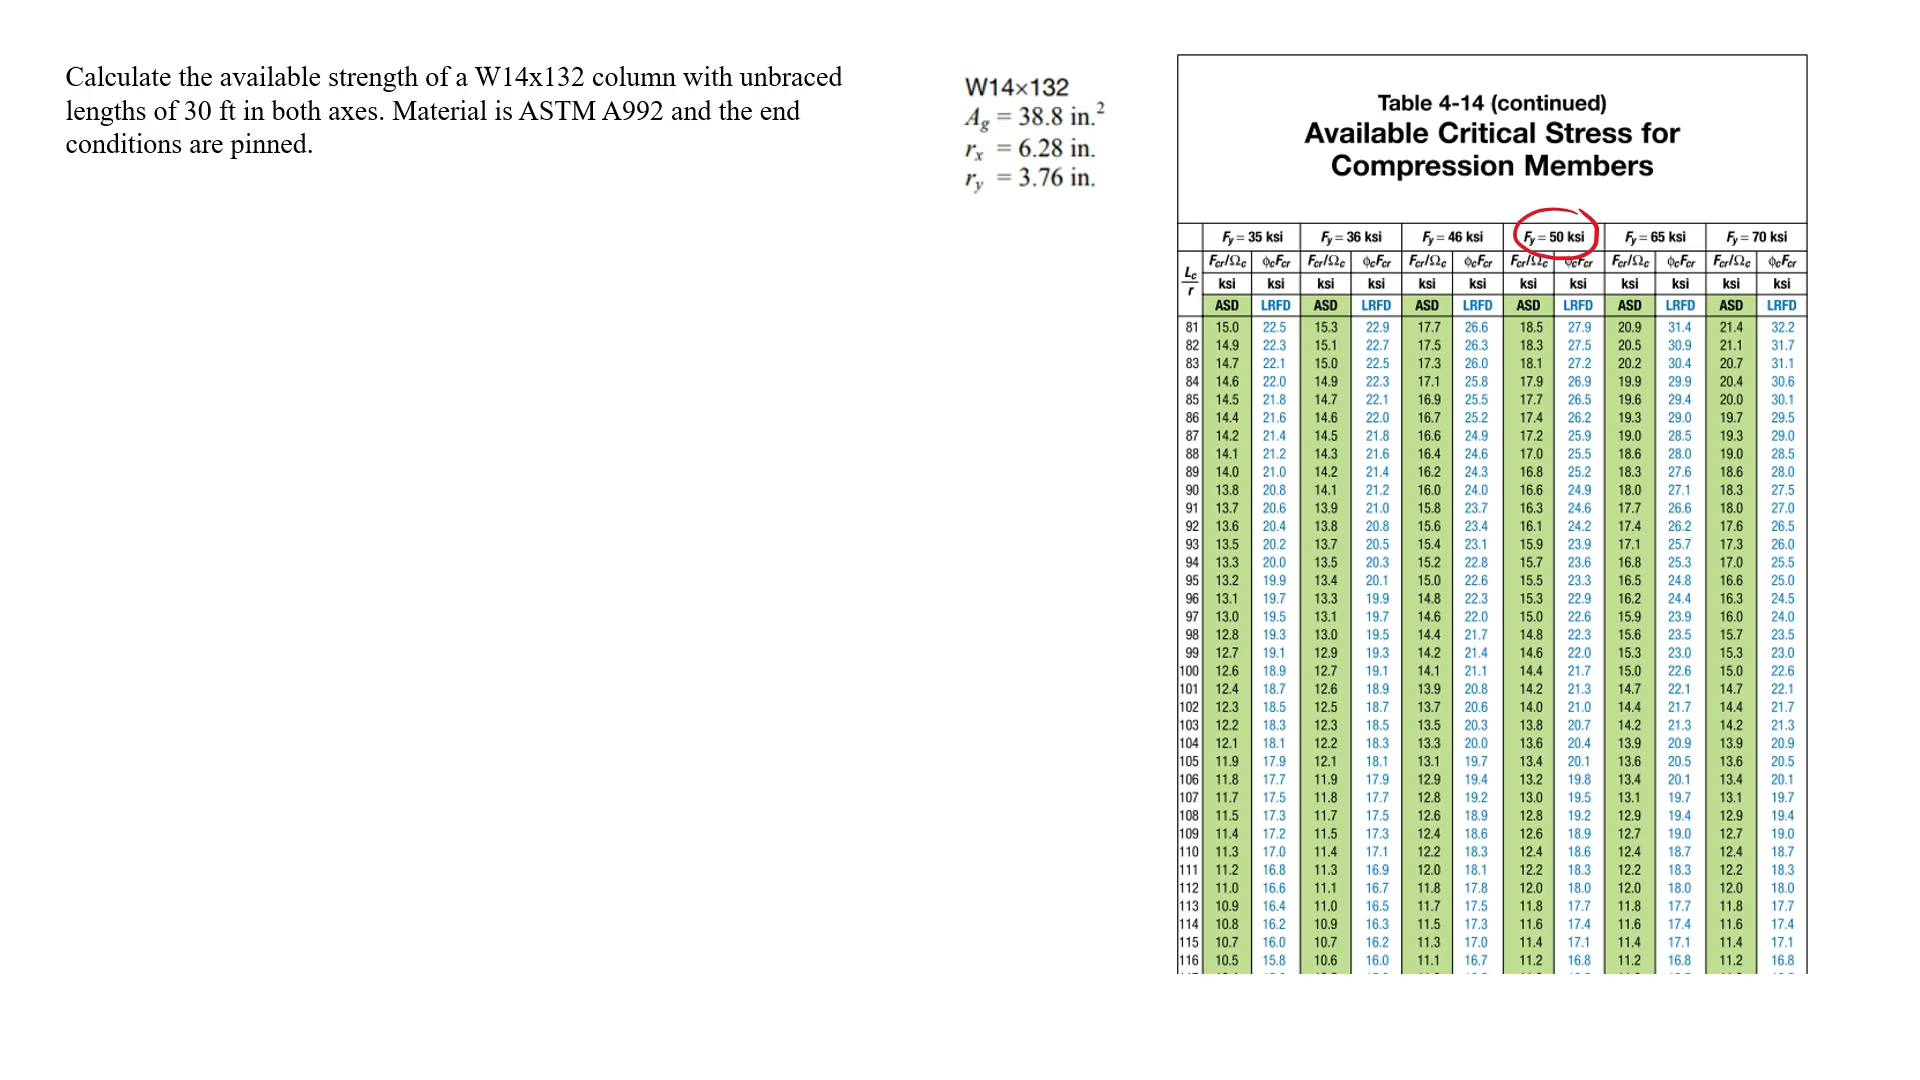 Calculate the available strength of a W14x132 column with unbraced
lengths of 30 ft in both axes. Material is ASTM A992 and the end
conditions are pinned.
W14×132
Ag = 38.8 in.²
rx = 6.28 in.
ry = 3.76 in.
Table 4-14 (continued)
Available Critical Stress for
Compression Members
Fy = 35 ksi Fy = 36 ksi Fy = 46 ksi Fy = 50 ksi Fy = 65 ksi Fy = 70 ksi
Lc/r Fcr/Ωc ϕcFcr Fcr/Ωc ϕcFcr Fcr/Ωc ϕcFcr Fcr/Ωc ϕcFcr Fcr/Ωc ϕcFcr Fcr/Ωc ϕcFcr
ksi ksi ksi ksi ksi ksi ksi ksi ksi ksi ksi ksi
ASD LRFD ASD LRFD ASD LRFD ASD LRFD ASD LRFD ASD LRFD
81 15.0 22.5 15.3 22.9 17.7 26.6 18.5 27.9 20.9 31.4 21.4 32.2
82 14.9 22.3 15.1 22.7 17.5 26.3 18.3 27.5 20.5 30.9 21.1 31.7
83 14.7 22.1 15.0 22.5 17.3 26.0 18.1 27.2 20.2 30.4 20.7 31.1
84 14.6 22.0 14.9 22.3 17.1 25.8 17.9 26.9 19.9 29.9 20.4 30.6
85 14.5 21.8 14.7 22.1 16.9 25.5 17.7 26.5 19.6 29.4 20.0 30.1
86 14.4 21.6 14.6 22.0 16.7 25.2 17.4 26.2 19.3 29.0 19.7 29.5
87 14.2 21.4 14.5 21.8 16.6 24.9 17.2 25.9 19.0 28.5 19.3 29.0
88 14.1 21.2 14.3 21.6 16.4 24.6 17.0 25.5 18.6 28.0 19.0 28.5
89 14.0 21.0 14.2 21.4 16.2 24.3 16.8 25.2 18.3 27.6 18.6 28.0
90 13.8 20.8 14.1 21.2 16.0 24.0 16.6 24.9 18.0 27.1 18.3 27.5
91 13.7 20.6 13.9 21.0 15.8 23.7 16.3 24.6 17.7 26.6 18.0 27.0
92 13.6 20.4 13.8 20.8 15.6 23.4 16.1 24.2 17.4 26.2 17.6 26.5
93 13.5 20.2 13.7 20.5 15.4 23.1 15.9 23.9 17.1 25.7 17.3 26.0
94 13.3 20.0 13.5 20.3 15.2 22.8 15.7 23.6 16.8 25.3 17.0 25.5
95 13.2 19.9 13.4 20.1 15.0 22.6 15.5 23.3 16.5 24.8 16.6 25.0
96 13.1 19.7 13.3 19.9 14.8 22.3 15.3 22.9 16.2 24.4 16.3 24.5
97 13.0 19.5 13.1 19.7 14.6 22.0 15.0 22.6 15.9 23.9 16.0 24.0
98 12.8 19.3 13.0 19.5 14.4 21.7 14.8 22.3 15.6 23.5 15.7 23.5
99 12.7 19.1 12.9 19.3 14.2 21.4 14.6 22.0 15.3 23.0 15.3 23.0
100 12.6 18.9 12.7 19.1 14.1 21.1 14.4 21.7 15.0 22.6 15.0 22.6
101 12.4 18.7 12.6 18.9 13.9 20.8 14.2 21.3 14.7 22.1 14.7 22.1
102 12.3 18.5 12.5 18.7 13.7 20.6 14.0 21.0 14.4 21.7 14.4 21.7
103 12.2 18.3 12.3 18.5 13.5 20.3 13.8 20.7 14.2 21.3 14.2 21.3
104 12.1 18.1 12.2 18.3 13.3 20.0 13.6 20.4 13.9 20.9 13.9 20.9
105 11.9 17.9 12.1 18.1 13.1 19.7 13.4 20.1 13.6 20.5 13.6 20.5
106 11.8 17.7 11.9 17.9 12.9 19.4 13.2 19.8 13.4 20.1 13.4 20.1
107 11.7 17.5 11.8 17.7 12.8 19.2 13.0 19.5 13.1 19.7 13.1 19.7
108 11.5 17.3 11.7 17.5 12.6 18.9 12.8 19.2 12.9 19.4 12.9 19.4
109 11.4 17.2 11.5 17.3 12.4 18.6 12.6 18.9 12.7 19.0 12.7 19.0
110 11.3 17.0 11.4 17.1 12.2 18.3 12.4 18.6 12.4 18.7 12.4 18.7
111 11.2 16.8 11.3 16.9 12.0 18.1 12.2 18.3 12.2 18.3 12.2 18.3
112 11.0 16.6 11.1 16.7 11.8 17.8 12.0 18.0 12.0 18.0 12.0 18.0
113 10.9 16.4 11.0 16.5 11.7 17.5 11.8 17.7 11.8 17.7 11.8 17.7
114 10.8 16.2 10.9 16.3 11.5 17.3 11.6 17.4 11.6 17.4 11.6 17.4
115 10.7 16.0 10.7 16.2 11.3 17.0 11.4 17.1 11.4 17.1 11.4 17.1
116 10.5 15.8 10.6 16.0 11.1 16.7 11.2 16.8 11.2 16.8 11.2 16.8